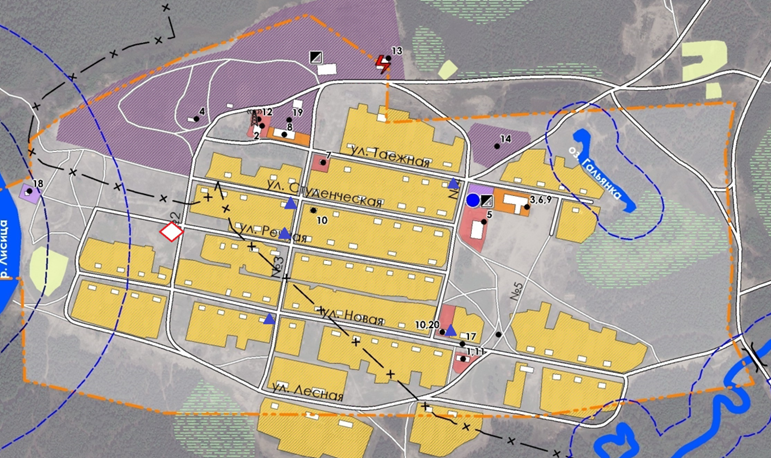 13
4
12
19
2
8
14
ул. Таежная
7
оз. Гальянка
18
ул. Студенческая
3,6,9
10
5
ул. Речная
р. Лисица
№3
№5
ул. Новая
10.20
17
1,11
ул. Лесная